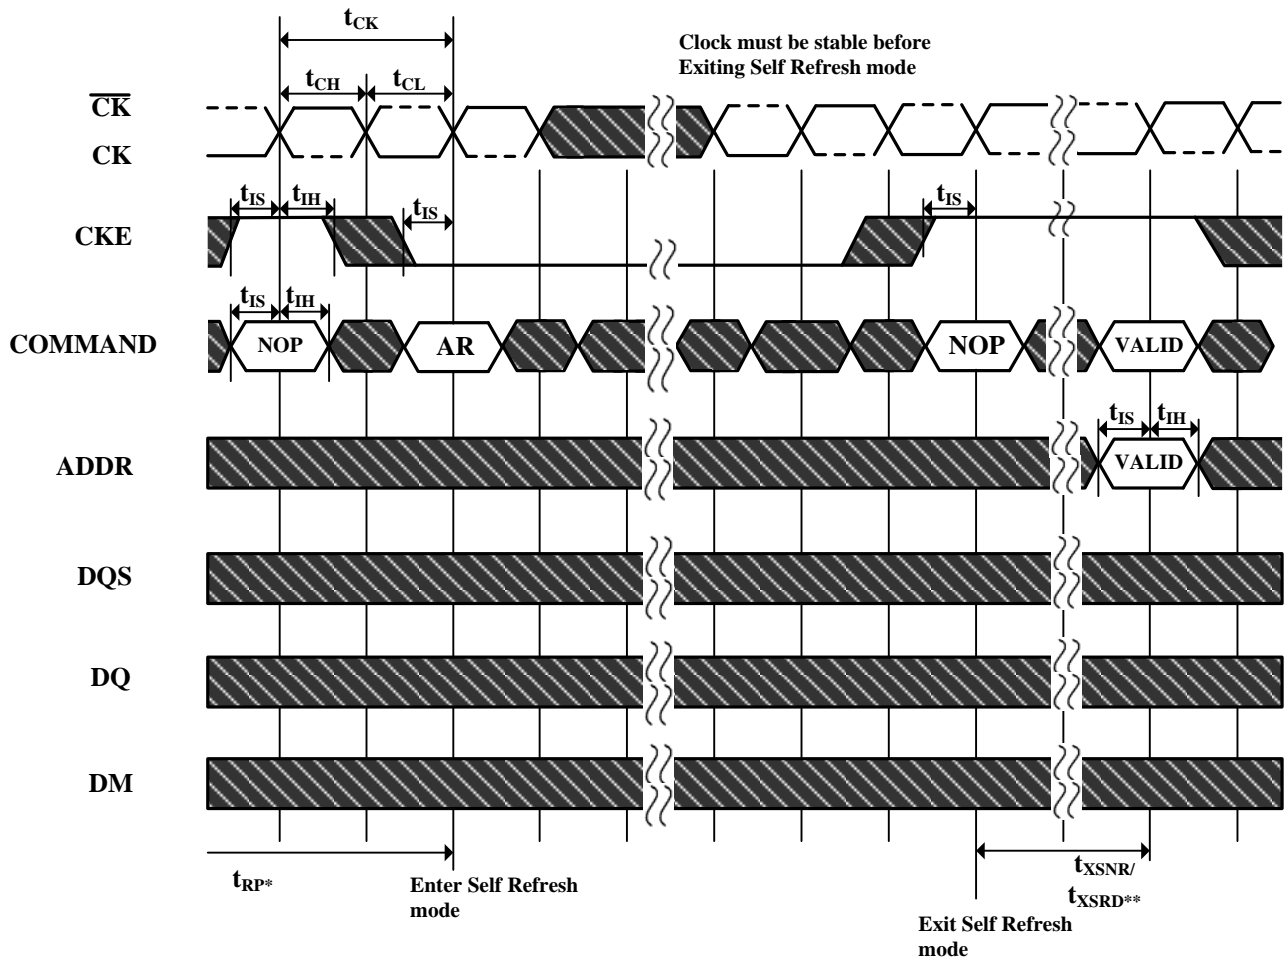 tCK
Clock must be stable before
Exiting Self Refresh mode
tCH
tCL
CK
CK
tIS
tIH
tIS
tIS
CKE
tIS
tIH
COMMAND
NOP
AR
NOP
VALID
tIS
tIH
ADDR
VALID
DQS
DQ
DM
tRP*
Enter Self Refresh
mode
tXSNR/
tXSRD**
Exit Self Refresh
mode